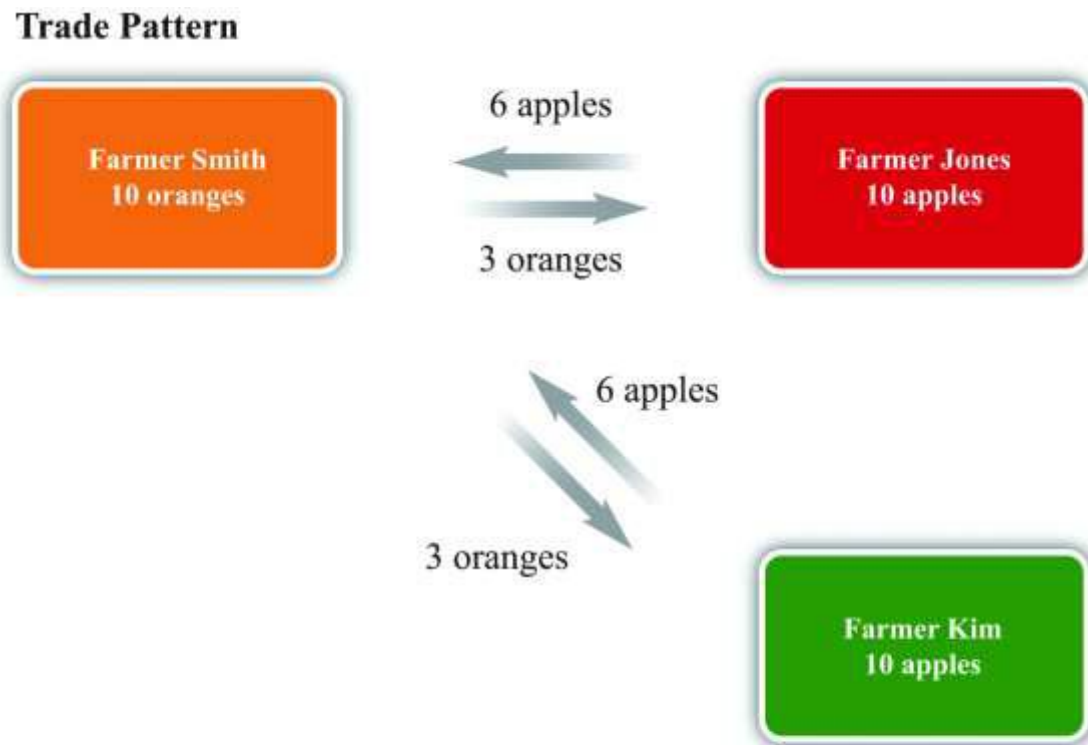 Trade Pattern
6 apples
Farmer Smith
10 oranges
Farmer Jones
10 apples
3 oranges
6 apples
3 oranges
Farmer Kim
10 apples